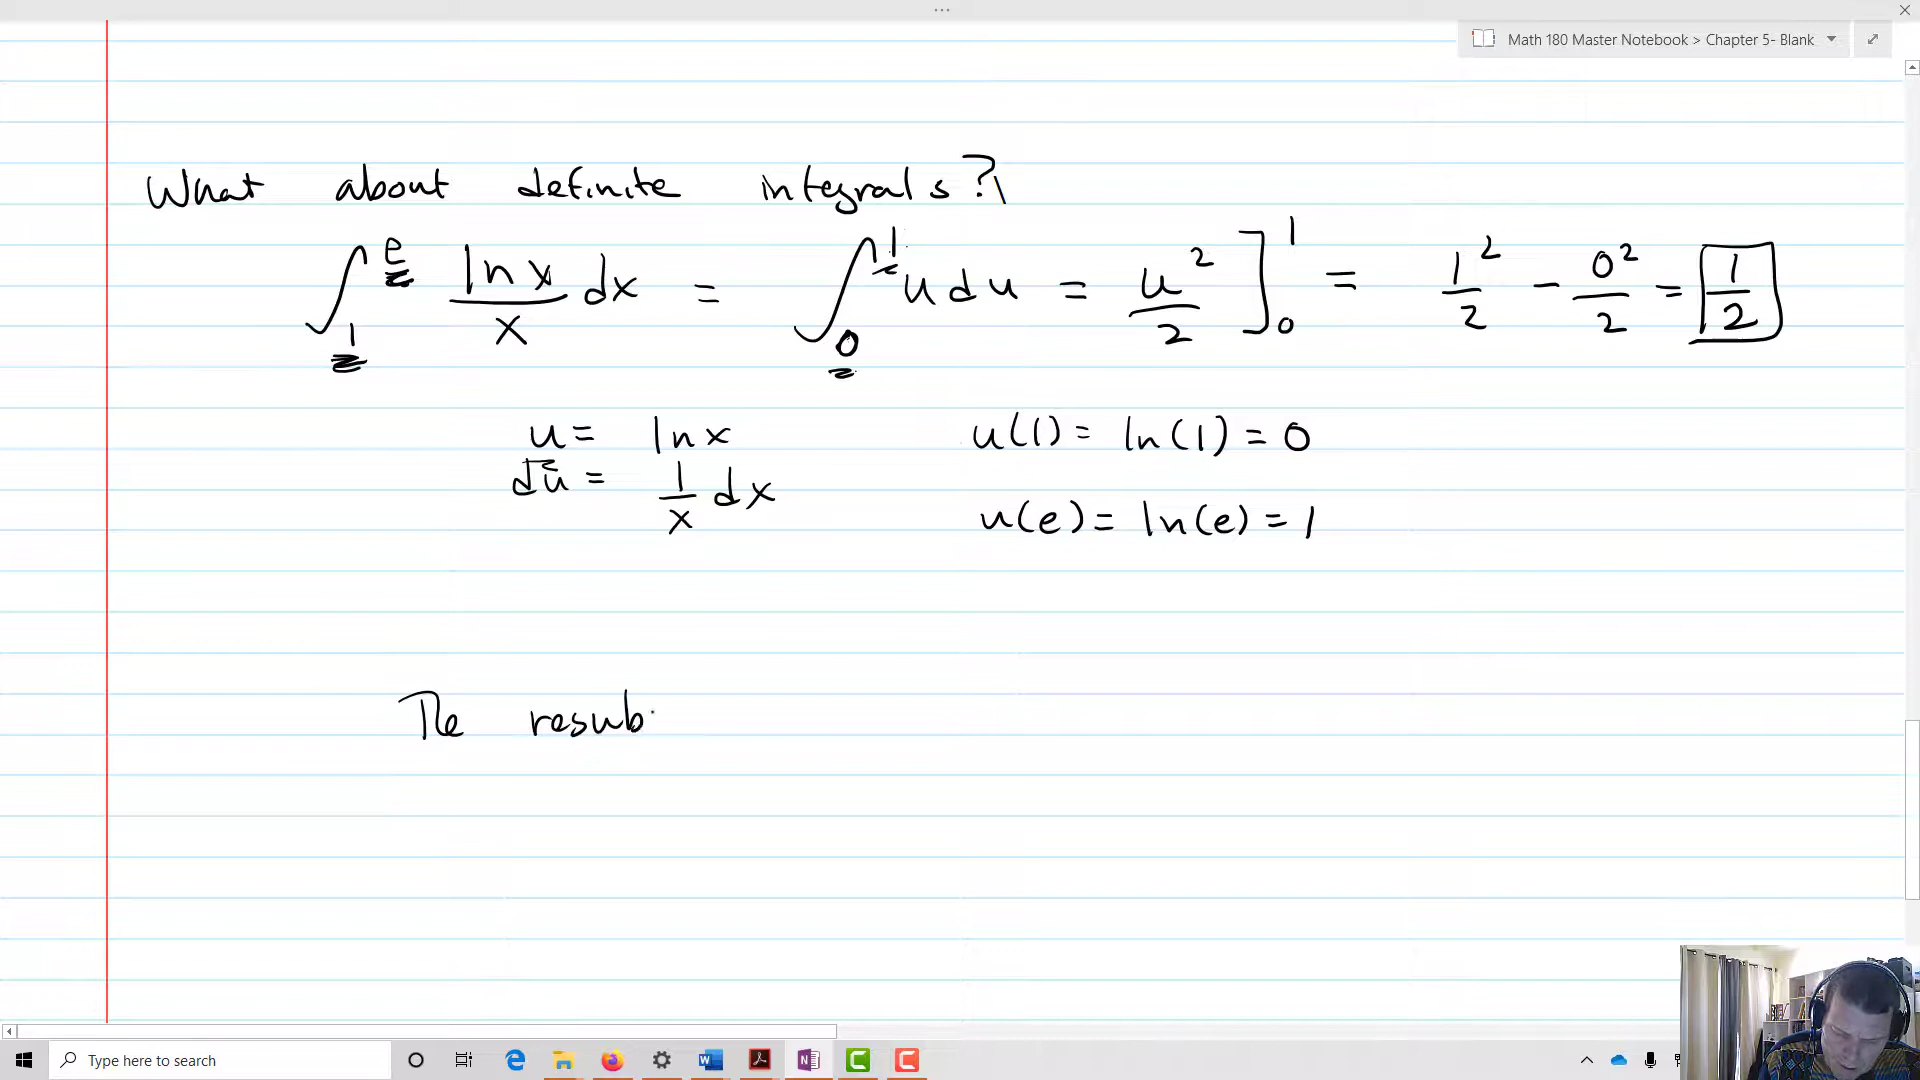 Math 180 Master Notebook > Chapter 5- Blank
What about definite integrals?
∫₁ᵉ ln x / x dx = ∫₀¹ u du = u²/2 ]₀¹ = 1²/2 - 0²/2 = 1/2
u = ln x
du = 1/x dx
u(1) = ln(1) = 0
u(e) = ln(e) = 1
The resub
Type here to search